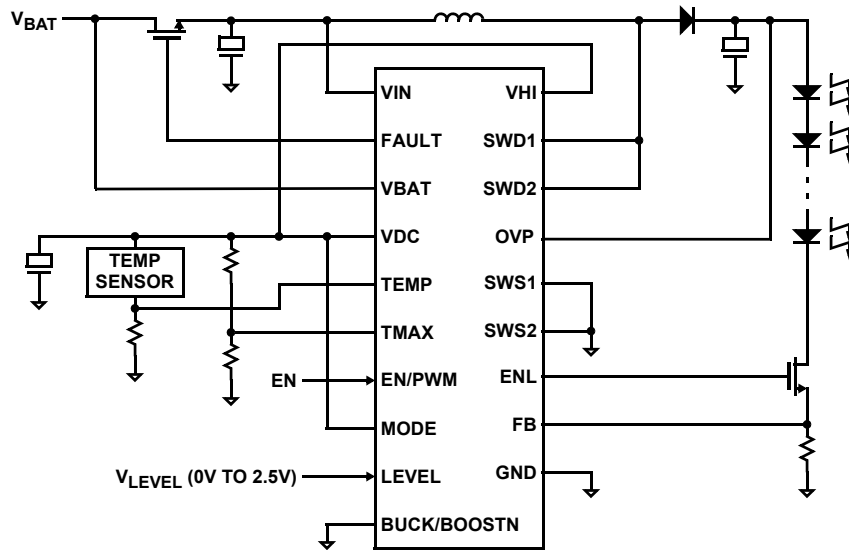 VBAT
VIN
VHI
FAULT
SWD1
VBAT
SWD2
VDC
OVP
TEMP
SENSOR
TEMP
SWS1
TMAX
SWS2
EN
EN/PWM
ENL
MODE
FB
VLEVEL (0V TO 2.5V)
LEVEL
GND
BUCK/BOOSTN